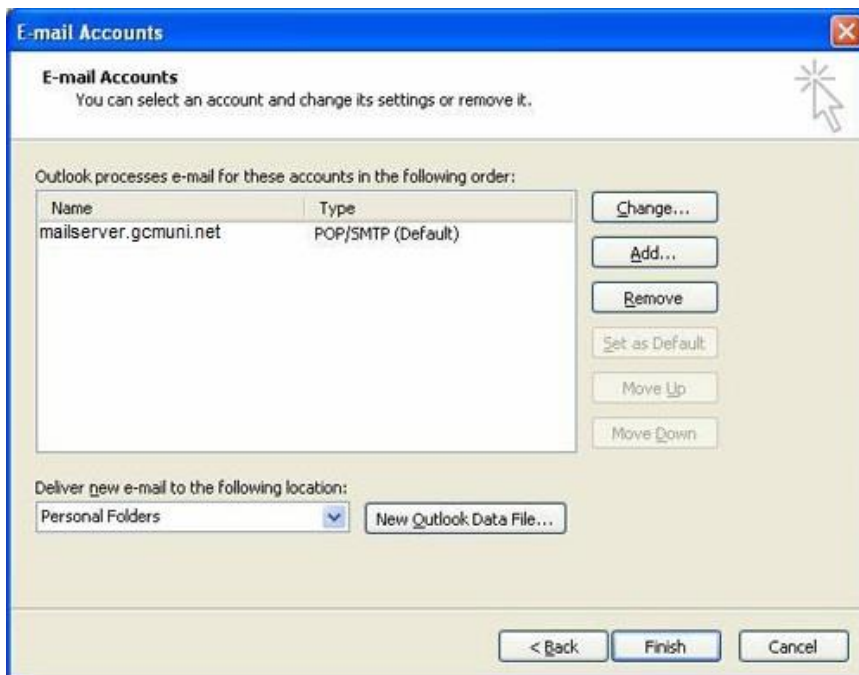 E-mail Accounts
E-mail Accounts
You can select an account and change its settings or remove it.
Outlook processes e-mail for these accounts in the following order:
Name Type
mailserver.gcmuni.net POP/SMTP (Default)
Change...
Add...
Remove
Set as Default
Move Up
Move Down
Deliver new e-mail to the following location:
Personal Folders New Outlook Data File...
< Back Finish Cancel